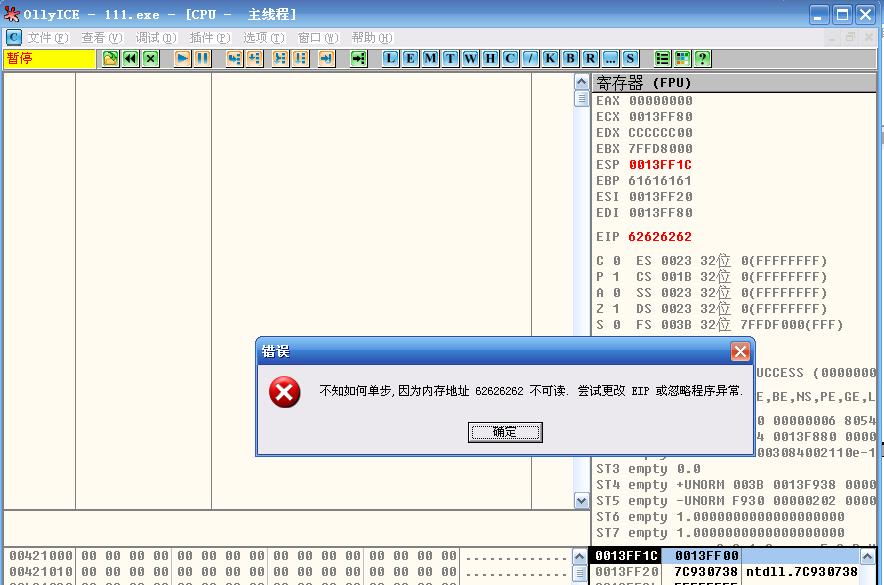 OllyICE - 111.exe - [CPU - 主线程]
C 文件(F) 查看(V) 调试(D) 插件(P) 选项(T) 窗口(W) 帮助(H)
暂停 L E M T W H C / K B R ... S ?
寄存器 (FPU)
EAX 00000000
ECX 0013FF80
EDX CCCCCC00
EBX 7FFD8000
ESP 0013FF1C
EBP 61616161
ESI 0013FF20
EDI 0013FF80
EIP 62626262
C 0 ES 0023 32位 0(FFFFFFFF)
P 1 CS 001B 32位 0(FFFFFFFF)
A 0 SS 0023 32位 0(FFFFFFFF)
Z 1 DS 0023 32位 0(FFFFFFFF)
S 0 FS 003B 32位 7FFDF000(FFF)
错误
不知如何单步,因为内存地址 62626262 不可读. 尝试更改 EIP 或忽略程序异常.
确定
UCCESS (0000000
E,BE,NS,PE,GE,L
0 00000006 8054
4 0013F880 0000
003084002110e-1
ST3 empty 0.0
ST4 empty +UNORM 003B 0013F938 0000
ST5 empty -UNORM F930 00000202 0000
ST6 empty 1.0000000000000000000
ST7 empty 1.0000000000000000000
00421000 00 00 00 00 00 00 00 00 00 00 00 00 00 00 00 00 ................
0013FF1C 0013FF00
00421010 00 00 00 00 00 00 00 00 00 00 00 00 00 00 00 00 ................
0013FF20 7C930738 ntdll.7C930738